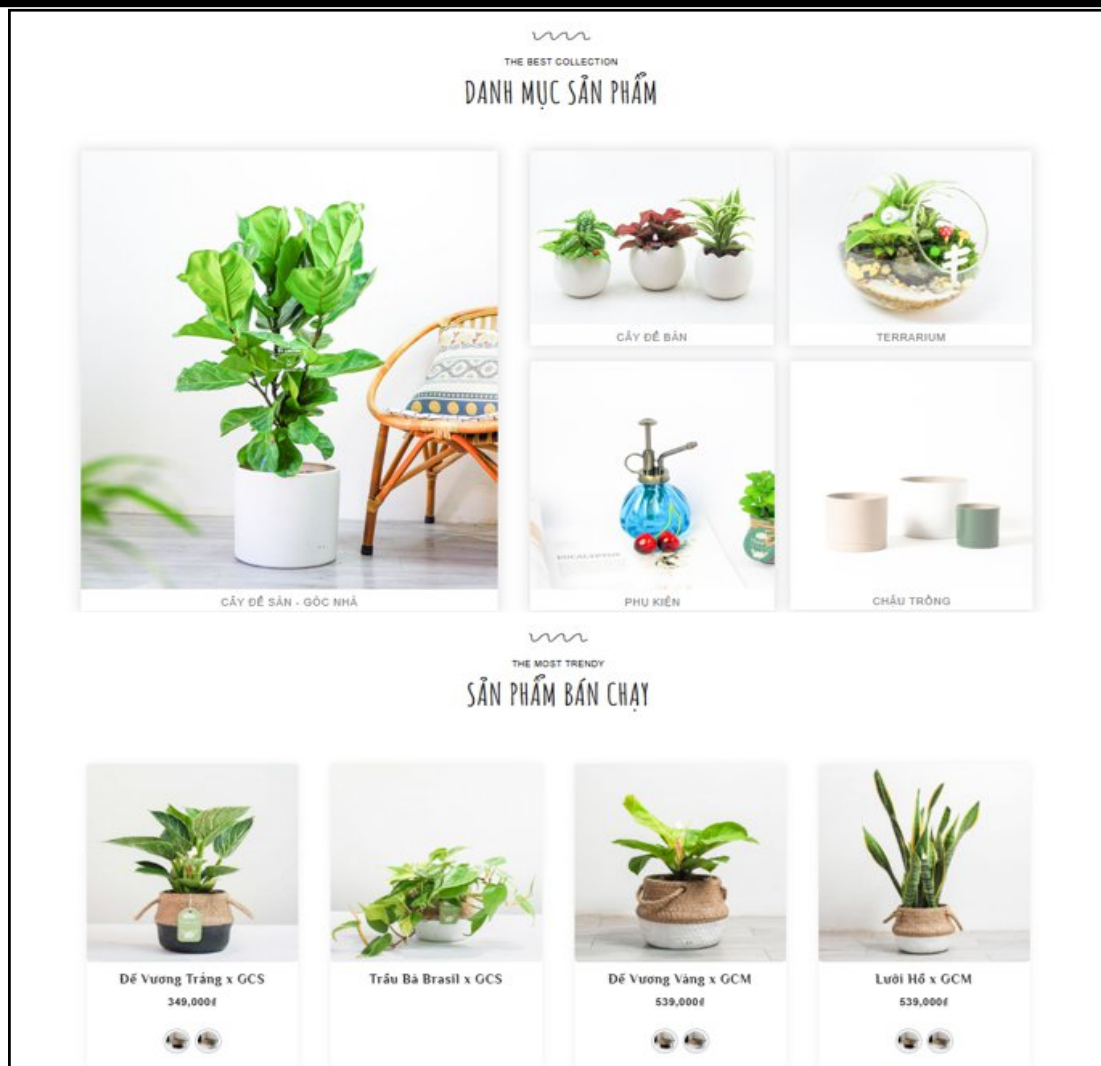 THE BEST COLLECTION
DANH MỤC SẢN PHẨM
CÂY ĐỂ BÀN
TERRARIUM
CÂY ĐỂ SÀN - GÓC NHÀ
PHỤ KIỆN
CHẬU TRỒNG
THE MOST TRENDY
SẢN PHẨM BÁN CHẠY
Đế Vương Trắng x GCS
Trầu Bà Brasil x GCS
Đế Vương Vàng x GCM
Lưỡi Hổ x GCM
349,000₫
539,000₫
539,000₫